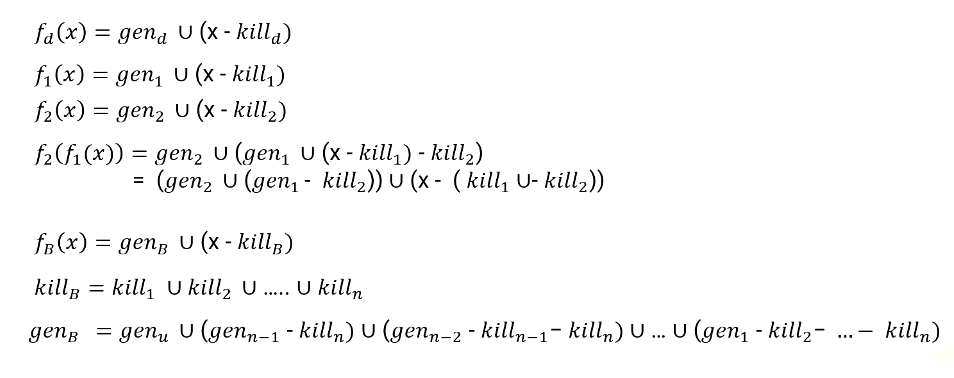 f_d(x) = gen_d ∪ (x - kill_d)
f_1(x) = gen_1 ∪ (x - kill_1)
f_2(x) = gen_2 ∪ (x - kill_2)
f_2(f_1(x)) = gen_2 ∪ (gen_1 ∪ (x - kill_1) - kill_2)
= (gen_2 ∪ (gen_1 - kill_2)) ∪ (x - ( kill_1 ∪- kill_2))
f_B(x) = gen_B ∪ (x - kill_B)
kill_B = kill_1 ∪ kill_2 ∪ ..... ∪ kill_n
gen_B = gen_u ∪ (gen_{n−1} - kill_n) ∪ (gen_{n−2} - kill_{n−1} − kill_n) ∪ ... ∪ (gen_1 - kill_2 − ... − kill_n)